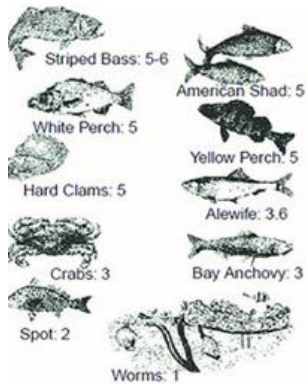 Striped Bass: 5-6
American Shad: 5
White Perch: 5
Yellow Perch: 5
Hard Clams: 5
Alewife: 3.6
Crabs: 3
Bay Anchovy: 3
Spot: 2
Worms: 1